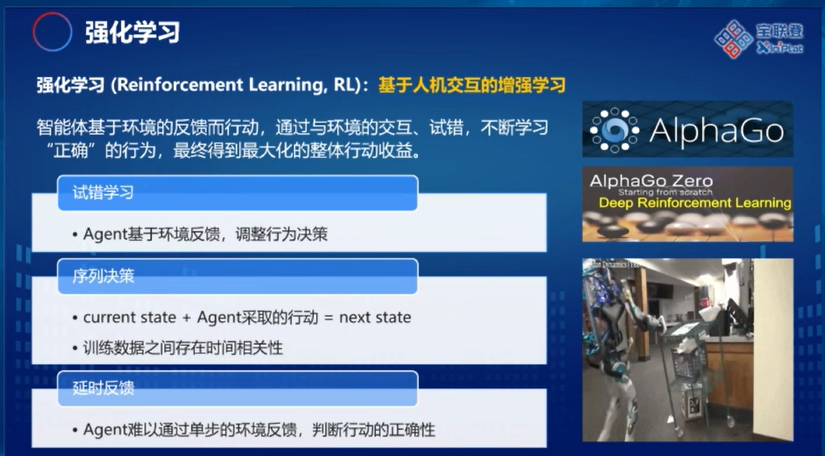 强化学习
宝联登
XiniPlat
强化学习 (Reinforcement Learning, RL)：基于人机交互的增强学习
智能体基于环境的反馈而行动，通过与环境的交互、试错，不断学习
“正确”的行为，最终得到最大化的整体行动收益。
试错学习
• Agent基于环境反馈，调整行为决策
序列决策
• current state + Agent采取的行动 = next state
• 训练数据之间存在时间相关性
延时反馈
• Agent难以通过单步的环境反馈，判断行动的正确性
AlphaGo
AlphaGo Zero
Starting from scratch
Deep Reinforcement Learning